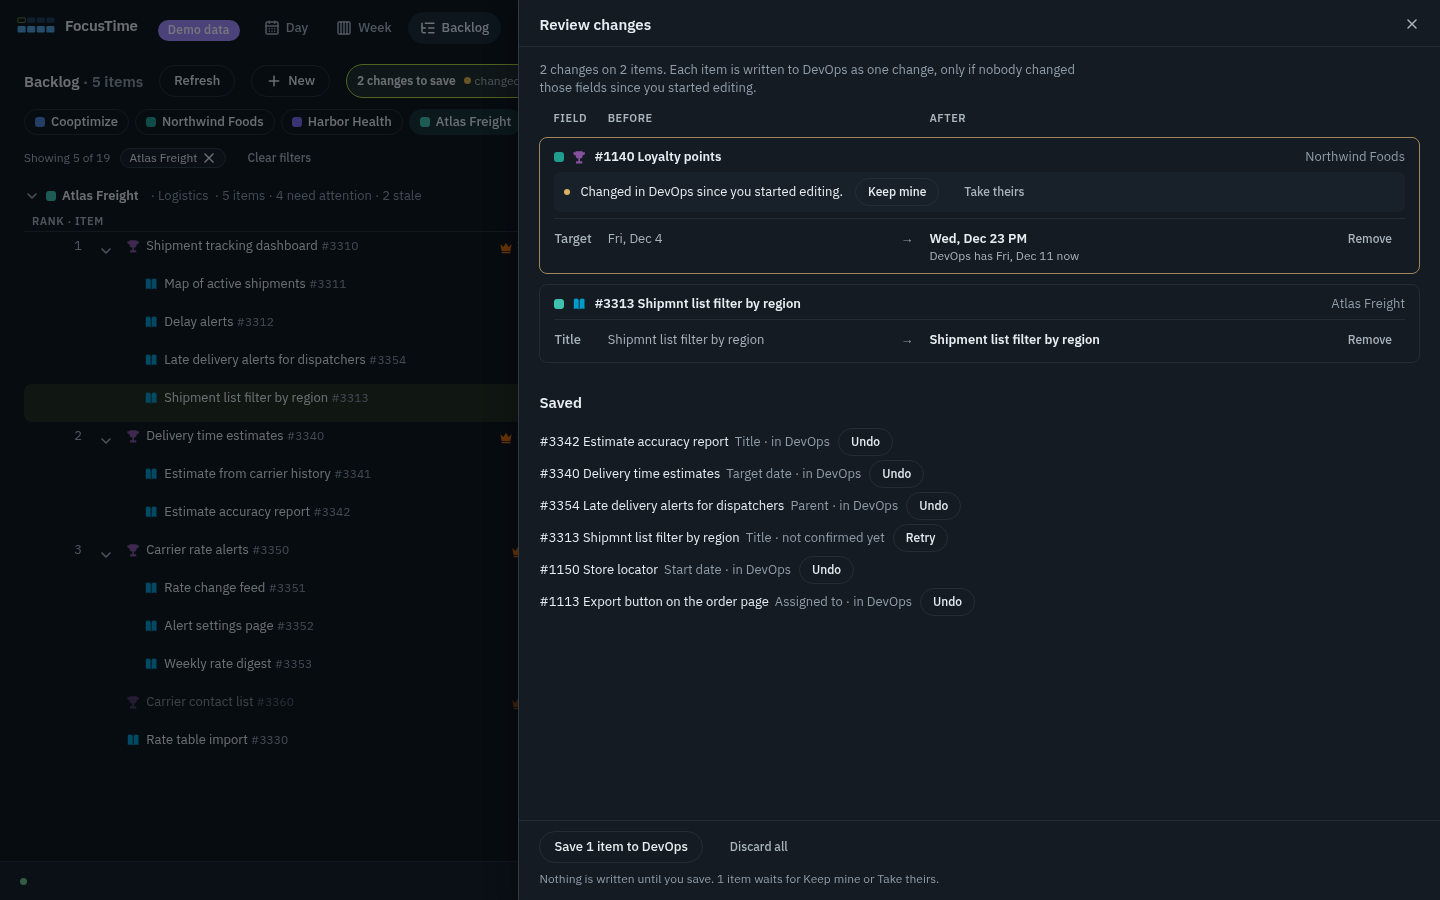 FocusTime
Demo data
Day
Week
Backlog
Backlog · 5 items
Refresh
New
2 changes to save
changed
Cooptimize
Northwind Foods
Harbor Health
Atlas Freight
Showing 5 of 19
Atlas Freight
Clear filters
Atlas Freight · Logistics · 5 items · 4 need attention · 2 stale
RANK · ITEM
1 Shipment tracking dashboard #3310
Map of active shipments #3311
Delay alerts #3312
Late delivery alerts for dispatchers #3354
Shipment list filter by region #3313
2 Delivery time estimates #3340
Estimate from carrier history #3341
Estimate accuracy report #3342
3 Carrier rate alerts #3350
Rate change feed #3351
Alert settings page #3352
Weekly rate digest #3353
Carrier contact list #3360
Rate table import #3330
Review changes
2 changes on 2 items. Each item is written to DevOps as one change, only if nobody changed
those fields since you started editing.
FIELD BEFORE AFTER
#1140 Loyalty points Northwind Foods
Changed in DevOps since you started editing. Keep mine Take theirs
Target Fri, Dec 4 → Wed, Dec 23 PM Remove
DevOps has Fri, Dec 11 now
#3313 Shipmnt list filter by region Atlas Freight
Title Shipmnt list filter by region → Shipment list filter by region Remove
Saved
#3342 Estimate accuracy report Title · in DevOps Undo
#3340 Delivery time estimates Target date · in DevOps Undo
#3354 Late delivery alerts for dispatchers Parent · in DevOps Undo
#3313 Shipmnt list filter by region Title · not confirmed yet Retry
#1150 Store locator Start date · in DevOps Undo
#1113 Export button on the order page Assigned to · in DevOps Undo
Save 1 item to DevOps Discard all
Nothing is written until you save. 1 item waits for Keep mine or Take theirs.